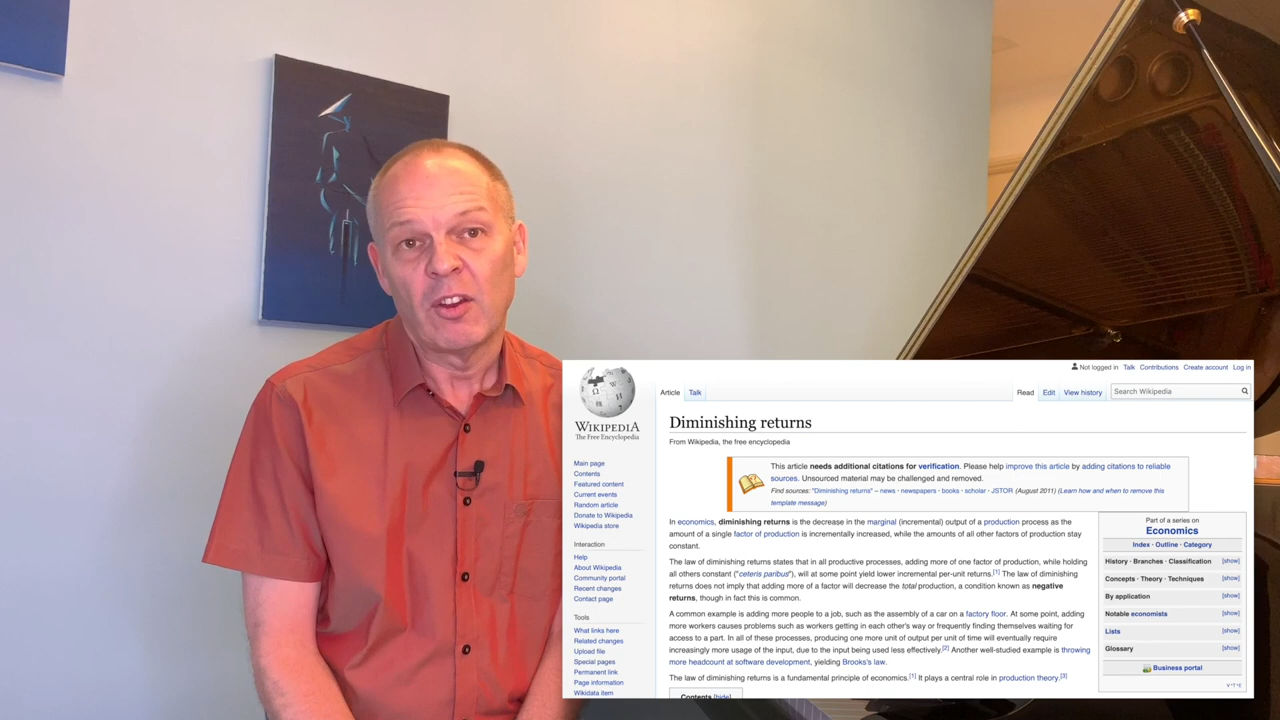 Not logged in Talk Contributions Create account Log in
Article Talk Read Edit View history Search Wikipedia
WIKIPEDIA
The Free Encyclopedia
Main page
Contents
Featured content
Current events
Random article
Donate to Wikipedia
Wikipedia store
Interaction
Help
About Wikipedia
Community portal
Recent changes
Contact page
Tools
What links here
Related changes
Upload file
Special pages
Permanent link
Page information
Wikidata item
Diminishing returns
From Wikipedia, the free encyclopedia
This article needs additional citations for verification. Please help improve this article by adding citations to reliable
sources. Unsourced material may be challenged and removed.
Find sources: "Diminishing returns" – news · newspapers · books · scholar · JSTOR (August 2011) (Learn how and when to remove this
template message)
In economics, diminishing returns is the decrease in the marginal (incremental) output of a production process as the
amount of a single factor of production is incrementally increased, while the amounts of all other factors of production stay
constant.
The law of diminishing returns states that in all productive processes, adding more of one factor of production, while holding
all others constant ("ceteris paribus"), will at some point yield lower incremental per-unit returns.[1] The law of diminishing
returns does not imply that adding more of a factor will decrease the total production, a condition known as negative
returns, though in fact this is common.
A common example is adding more people to a job, such as the assembly of a car on a factory floor. At some point, adding
more workers causes problems such as workers getting in each other's way or frequently finding themselves waiting for
access to a part. In all of these processes, producing one more unit of output per unit of time will eventually require
increasingly more usage of the input, due to the input being used less effectively.[2] Another well-studied example is throwing
more headcount at software development, yielding Brooks's law.
The law of diminishing returns is a fundamental principle of economics.[1] It plays a central role in production theory.[3]
Contents [hide]
Part of a series on
Economics
Index · Outline · Category
History · Branches · Classification [show]
Concepts · Theory · Techniques [show]
By application [show]
Notable economists [show]
Lists [show]
Glossary [show]
Business portal
V·T·E